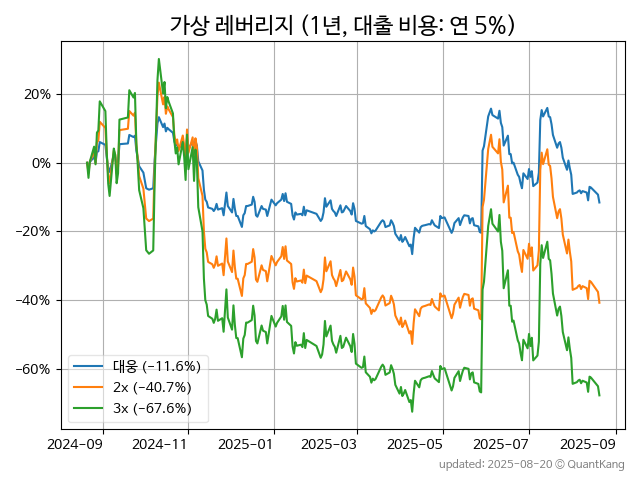 가상 레버리지 (1년, 대출 비용: 연 5%)
20%
0%
−20%
−40%
−60%
대웅 (−11.6%)
2x (−40.7%)
3x (−67.6%)
2024-09 2024-11 2025-01 2025-03 2025-05 2025-07 2025-09
updated: 2025-08-20 © QuantKang